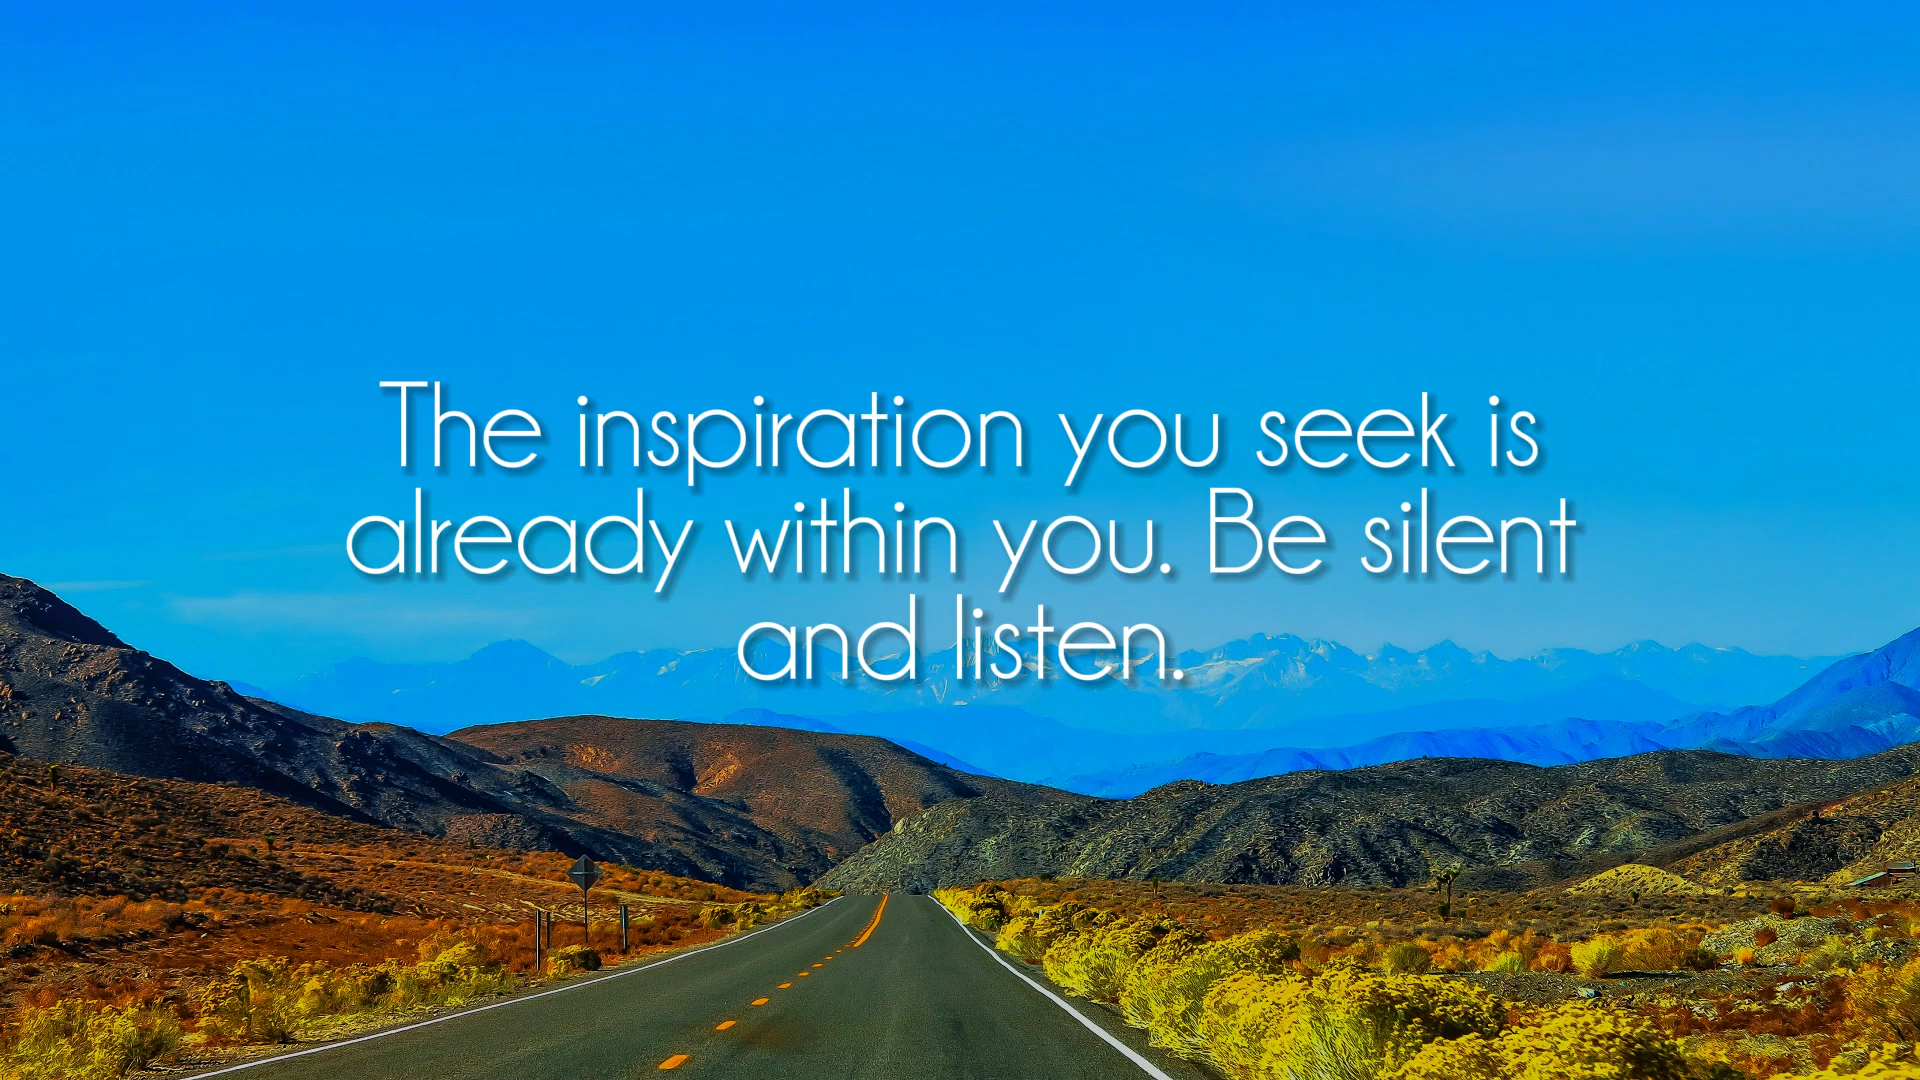 The inspiration you seek is
already within you. Be silent
and listen.